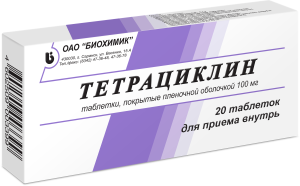 ОАО "БИОХИМИК"
ТЕТРАЦИКЛИН
таблетки, покрытые пленочной оболочкой 100 мг
20 таблеток
для приема внутрь